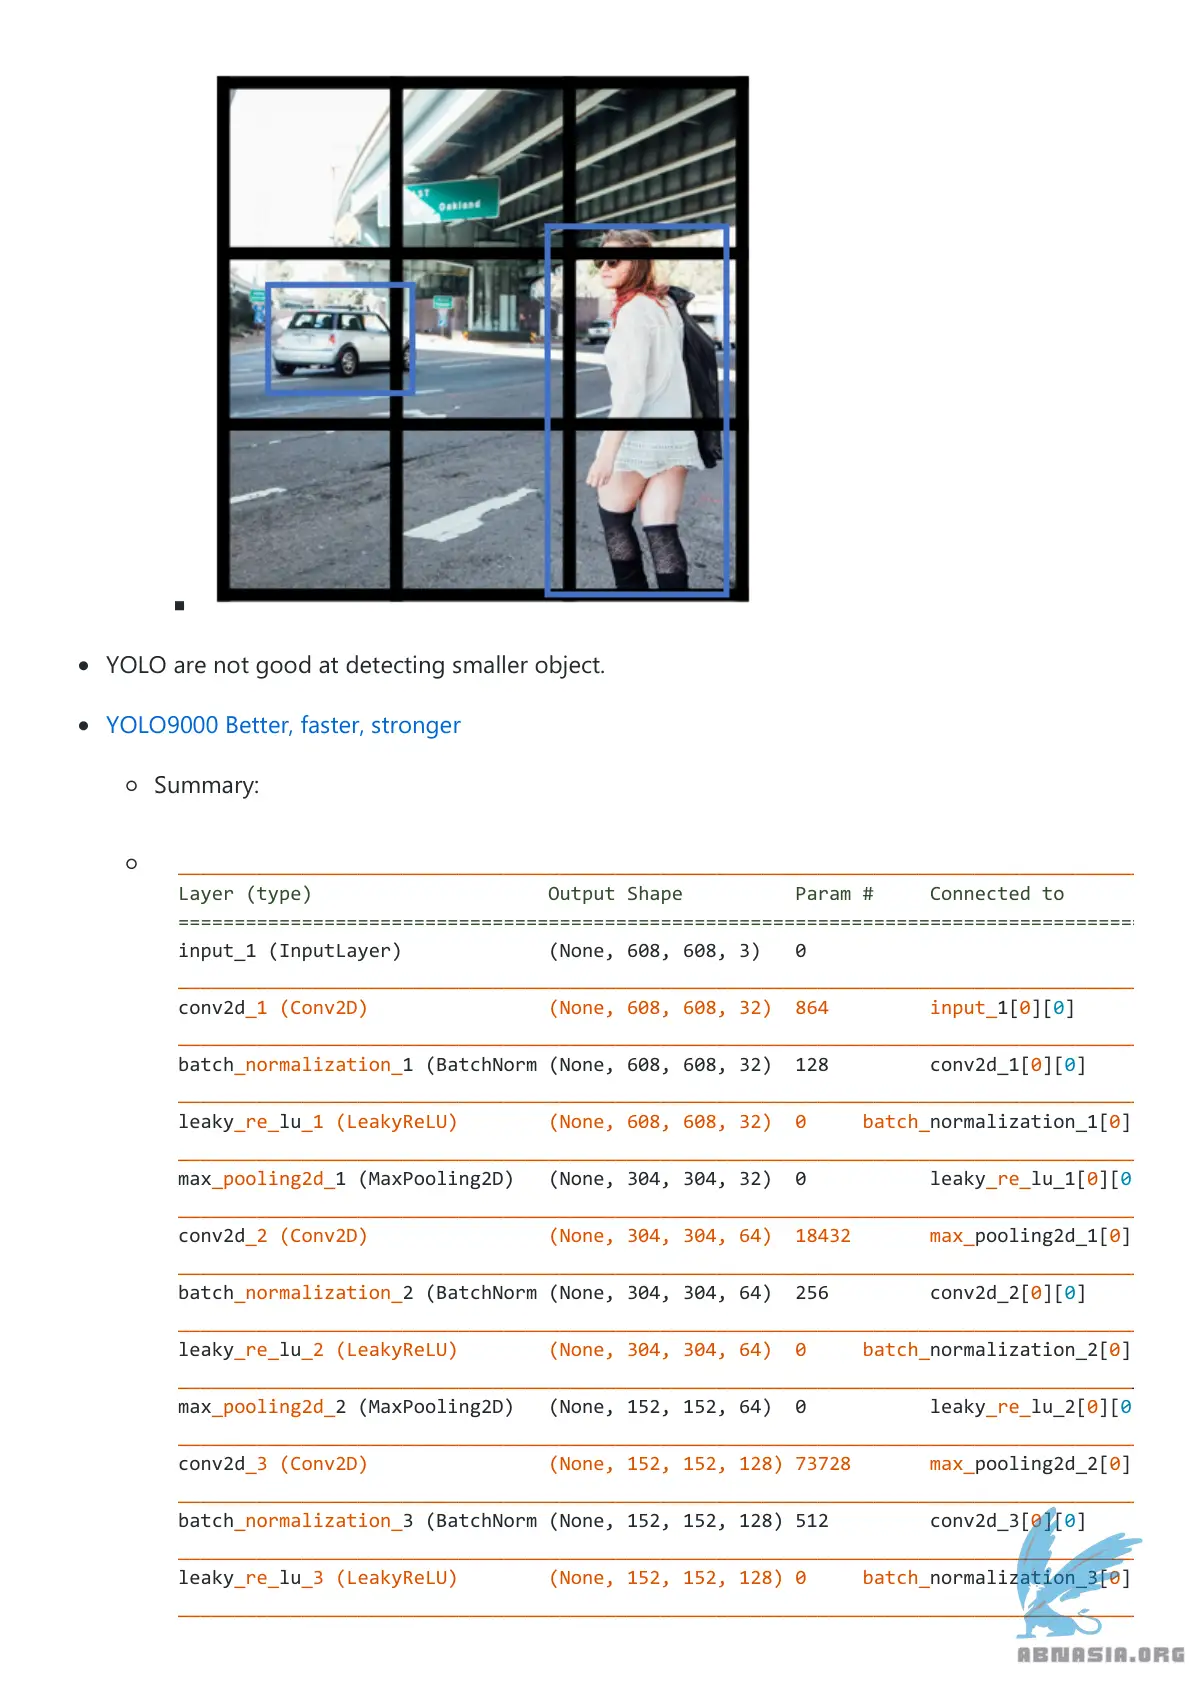 ST
Oakland
YOLO are not good at detecting smaller object.
YOLO9000 Better, faster, stronger
Summary:
Layer (type) Output Shape Param # Connected to
=====================================================================================
input_1 (InputLayer) (None, 608, 608, 3) 0
conv2d_1 (Conv2D) (None, 608, 608, 32) 864 input_1[0][0]
batch_normalization_1 (BatchNorm (None, 608, 608, 32) 128 conv2d_1[0][0]
leaky_re_lu_1 (LeakyReLU) (None, 608, 608, 32) 0 batch_normalization_1[0]
max_pooling2d_1 (MaxPooling2D) (None, 304, 304, 32) 0 leaky_re_lu_1[0][0
conv2d_2 (Conv2D) (None, 304, 304, 64) 18432 max_pooling2d_1[0]
batch_normalization_2 (BatchNorm (None, 304, 304, 64) 256 conv2d_2[0][0]
leaky_re_lu_2 (LeakyReLU) (None, 304, 304, 64) 0 batch_normalization_2[0]
max_pooling2d_2 (MaxPooling2D) (None, 152, 152, 64) 0 leaky_re_lu_2[0][0
conv2d_3 (Conv2D) (None, 152, 152, 128) 73728 max_pooling2d_2[0]
batch_normalization_3 (BatchNorm (None, 152, 152, 128) 512 conv2d_3[0][0]
leaky_re_lu_3 (LeakyReLU) (None, 152, 152, 128) 0 batch_normalization_3[0]
ABNASIA.ORG